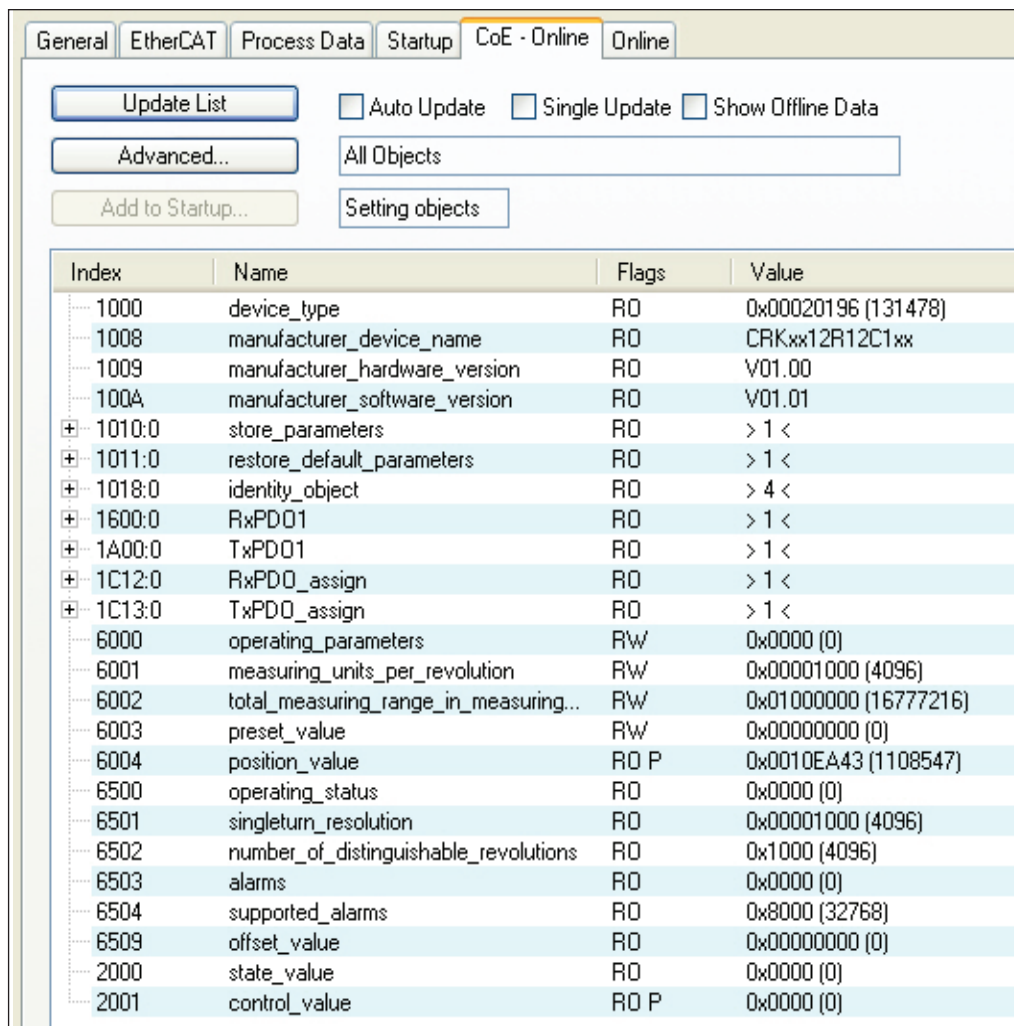 General EtherCAT Process Data Startup CoE - Online Online
Update List Auto Update Single Update Show Offline Data
Advanced... All Objects
Add to Startup... Setting objects
Index Name Flags Value
1000 device_type RO 0x00020196 (131478)
1008 manufacturer_device_name RO CRKxx12R12C1xx
1009 manufacturer_hardware_version RO V01.00
100A manufacturer_software_version RO V01.01
1010:0 store_parameters RO > 1 <
1011:0 restore_default_parameters RO > 1 <
1018:0 identity_object RO > 4 <
1600:0 RxPDO1 RO > 1 <
1A00:0 TxPDO1 RO > 1 <
1C12:0 RxPDO_assign RO > 1 <
1C13:0 TxPDO_assign RO > 1 <
6000 operating_parameters RW 0x0000 (0)
6001 measuring_units_per_revolution RW 0x00001000 (4096)
6002 total_measuring_range_in_measuring... RW 0x01000000 (16777216)
6003 preset_value RW 0x00000000 (0)
6004 position_value RO P 0x0010EA43 (1108547)
6500 operating_status RO 0x0000 (0)
6501 singleturn_resolution RO 0x00001000 (4096)
6502 number_of_distinguishable_revolutions RO 0x1000 (4096)
6503 alarms RO 0x0000 (0)
6504 supported_alarms RO 0x8000 (32768)
6509 offset_value RO 0x00000000 (0)
2000 state_value RO 0x0000 (0)
2001 control_value RO P 0x0000 (0)